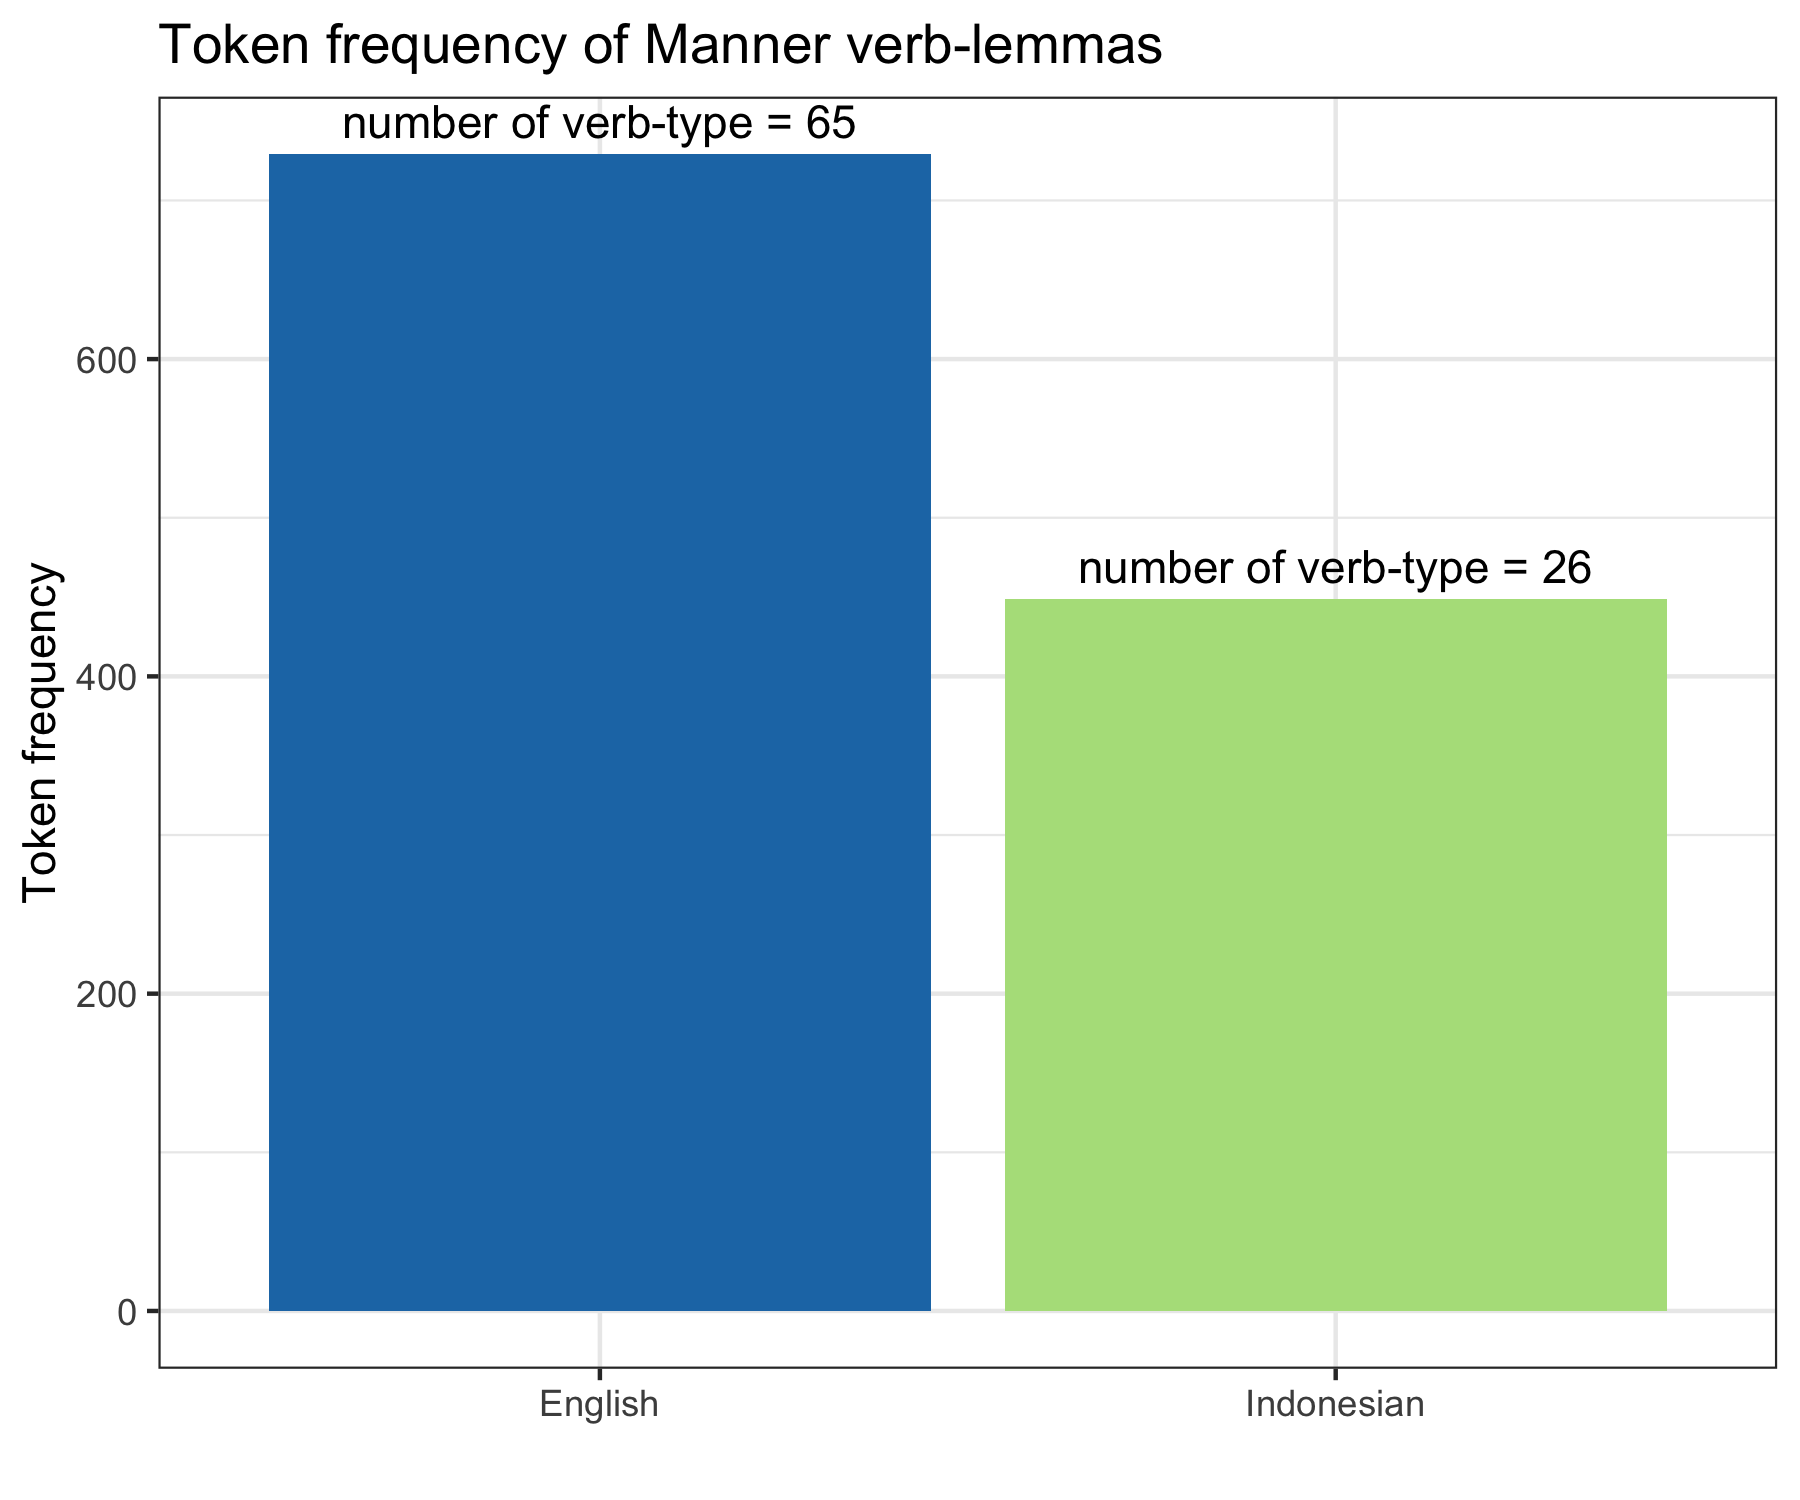 Token frequency of Manner verb-lemmas
number of verb-type = 65
number of verb-type = 26
Token frequency
600
400
200
0
English
Indonesian